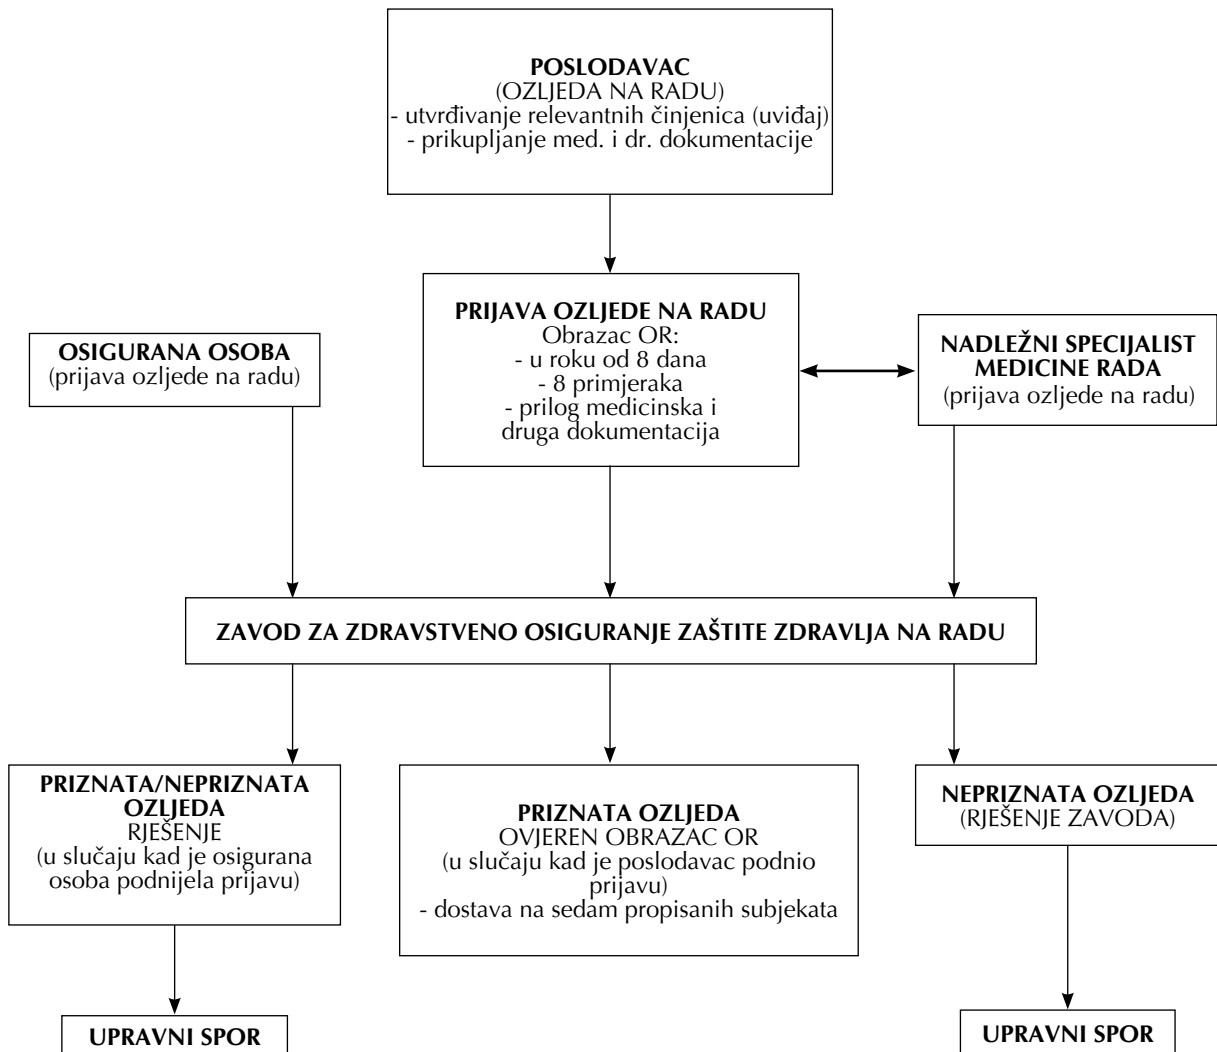 POSLODAVAC
(OZLJEDA NA RADU)
- utvrđivanje relevantnih činjenica (uviđaj)
- prikupljanje med. i dr. dokumentacije
PRIJAVA OZLJEDE NA RADU
Obrazac OR:
- u roku od 8 dana
- 8 primjeraka
- prilog medicinska i
druga dokumentacija
OSIGURANA OSOBA
(prijava ozljede na radu)
NADLEŽNI SPECIJALIST
MEDICINE RADA
(prijava ozljede na radu)
ZAVOD ZA ZDRAVSTVENO OSIGURANJE ZAŠTITE ZDRAVLJA NA RADU
PRIZNATA/NEPRIZNATA
OZLJEDA
RJEŠENJE
(u slučaju kad je osigurana
osoba podnijela prijavu)
PRIZNATA OZLJEDA
OVJEREN OBRAZAC OR
(u slučaju kad je poslodavac podnio
prijavu)
- dostava na sedam propisanih subjekata
NEPRIZNATA OZLJEDA
(RJEŠENJE ZAVODA)
UPRAVNI SPOR
UPRAVNI SPOR